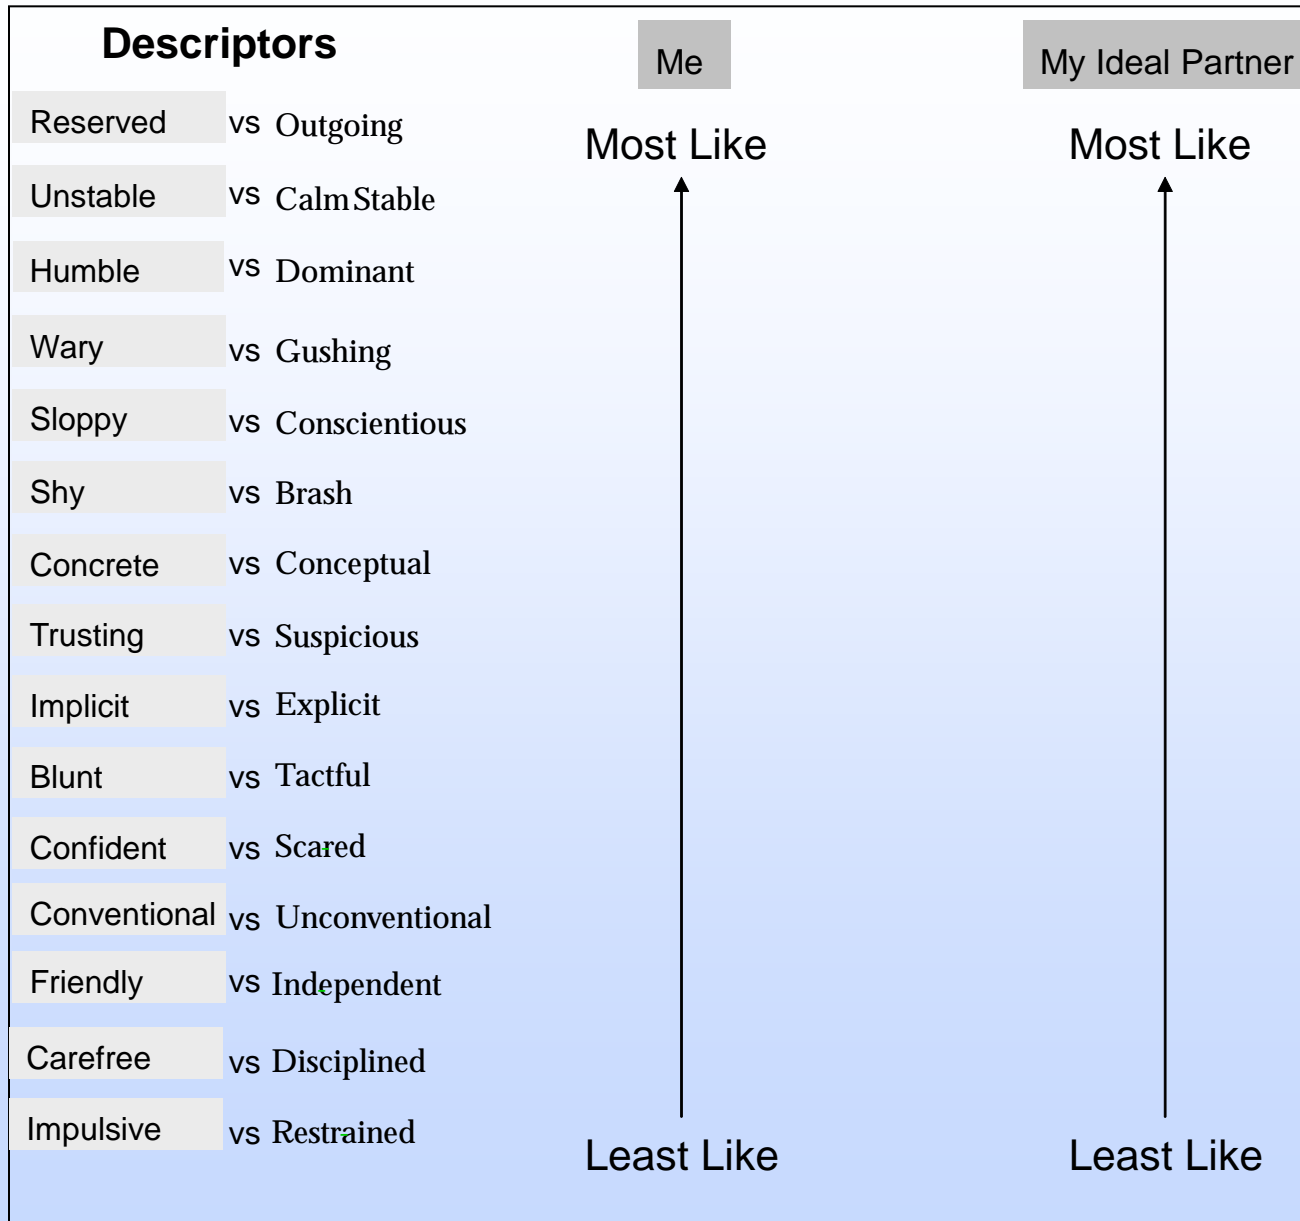 Descriptors
Me
My Ideal Partner
Reserved vs Outgoing
Most Like
Most Like
Unstable vs Calm Stable
Humble vs Dominant
Wary vs Gushing
Sloppy vs Conscientious
Shy vs Brash
Concrete vs Conceptual
Trusting vs Suspicious
Implicit vs Explicit
Blunt vs Tactful
Confident vs Scared
Conventional vs Unconventional
Friendly vs Independent
Carefree vs Disciplined
Impulsive vs Restrained
Least Like
Least Like